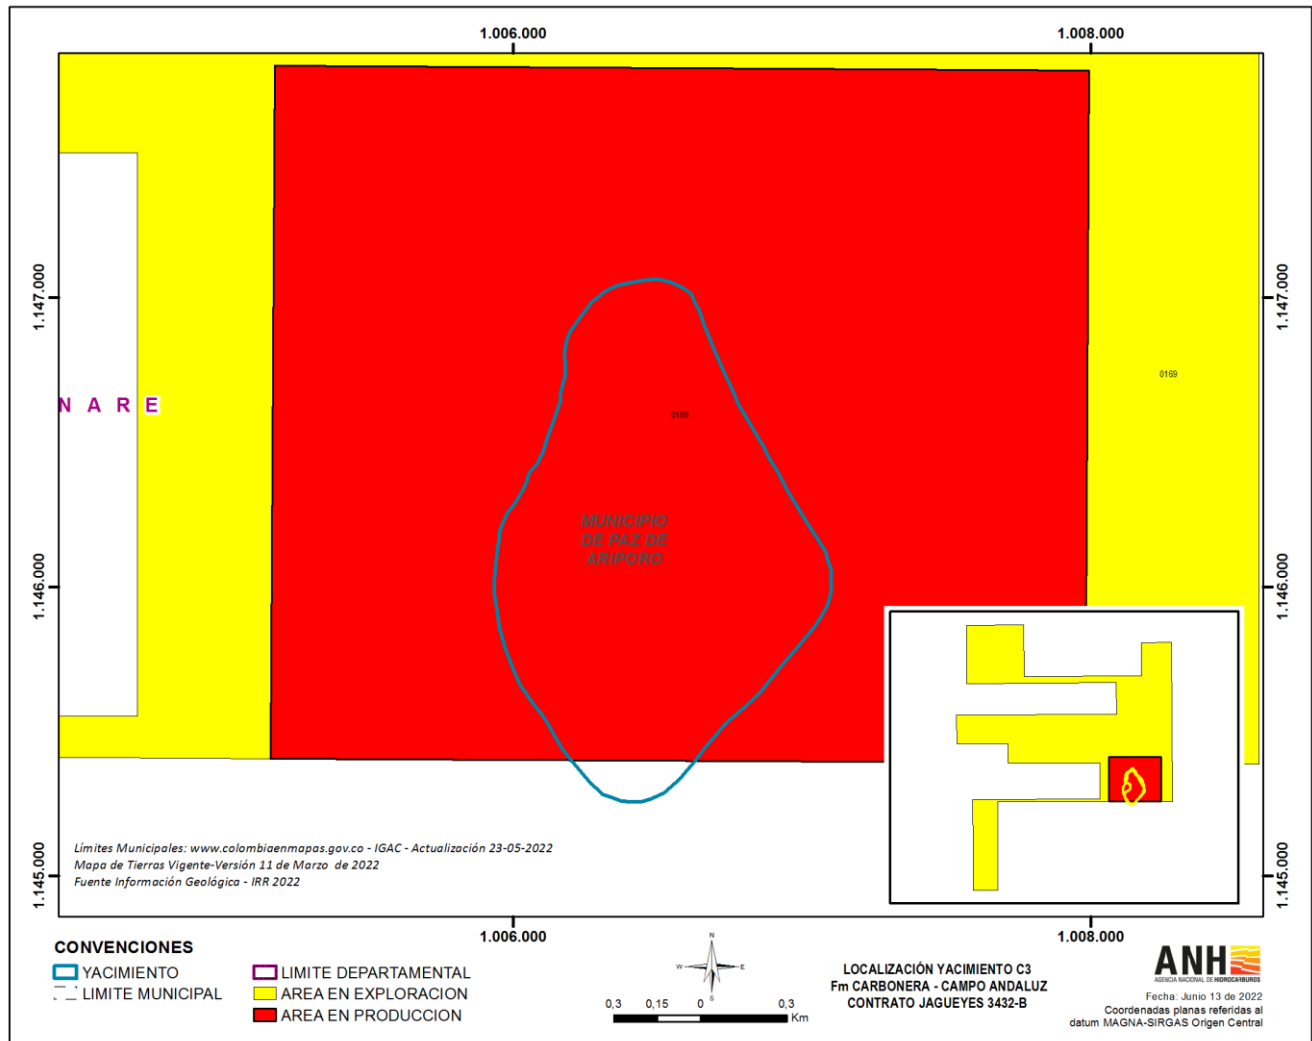 1.006.000
1.008.000
1.147.000
1.147.000
0169
N A R E
0169
MUNICIPIO
DE PAZ DE
ARIPORO
1.146.000
1.146.000
Límites Municipales: www.colombiaenmapas.gov.co - IGAC - Actualización 23-05-2022
Mapa de Tierras Vigente-Versión 11 de Marzo de 2022
Fuente Información Geológica - IRR 2022
1.145.000
1.145.000
1.006.000
1.008.000
CONVENCIONES
YACIMIENTO
LIMITE MUNICIPAL
LIMITE DEPARTAMENTAL
AREA EN EXPLORACION
AREA EN PRODUCCION
N
W
E
S
0,3 0,15 0 0,3
Km
LOCALIZACIÓN YACIMIENTO C3
Fm CARBONERA - CAMPO ANDALUZ
CONTRATO JAGUEYES 3432-B
ANH
AGENCIA NACIONAL DE HIDROCARBUROS
Fecha: Junio 13 de 2022
Coordenadas planas referidas al
datum MAGNA-SIRGAS Origen Central